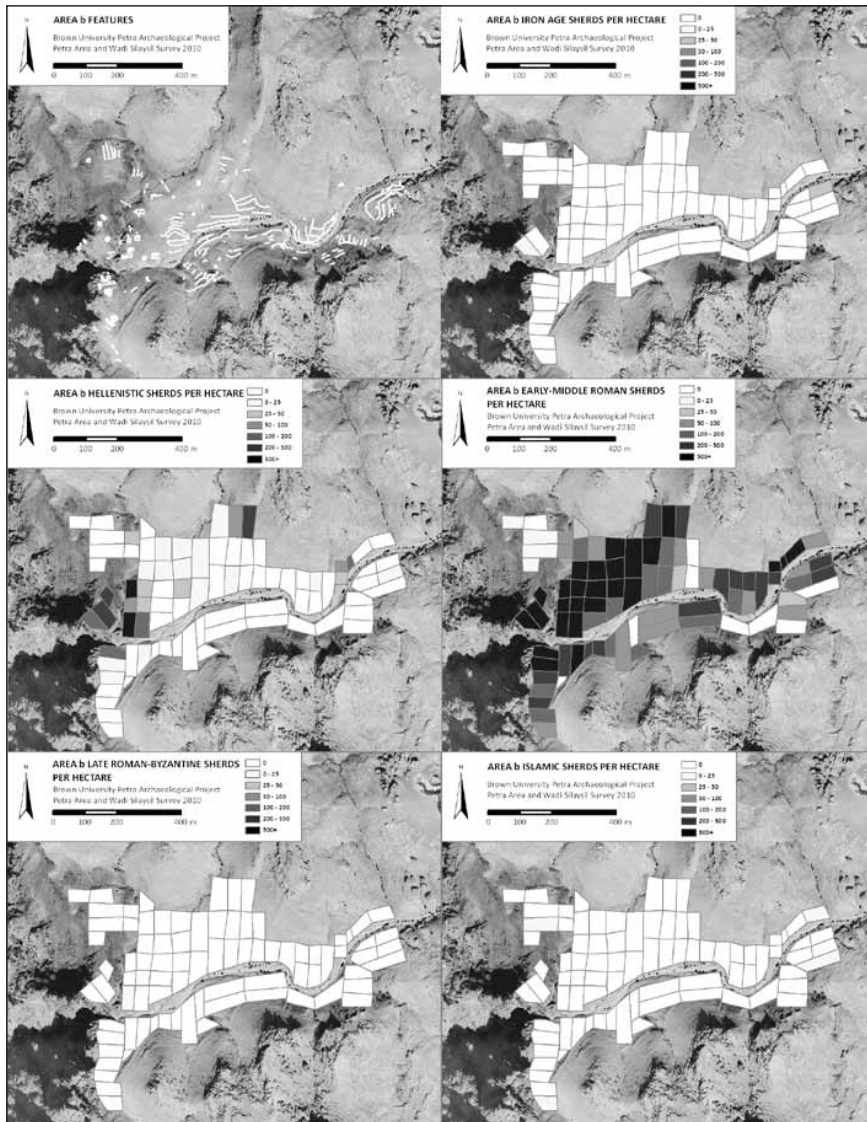 AREA b FEATURES
Brown University Petra Archaeological Project
Petra Area and Wadi Silaysil Survey 2010
N
0 100 200 400 m
AREA b IRON AGE SHERDS PER HECTARE
Brown University Petra Archaeological Project
Petra Area and Wadi Silaysil Survey 2010
N
0 100 200 400 m
0
0 - 25
25 - 50
50 - 100
100 - 200
200 - 500
500+
AREA b HELLENISTIC SHERDS PER HECTARE
Brown University Petra Archaeological Project
Petra Area and Wadi Silaysil Survey 2010
N
0 100 200 400 m
0
0 - 25
25 - 50
50 - 100
100 - 200
200 - 500
500+
AREA b EARLY-MIDDLE ROMAN SHERDS
PER HECTARE
Brown University Petra Archaeological Project
Petra Area and Wadi Silaysil Survey 2010
N
0 100 200 400 m
0
0 - 25
25 - 50
50 - 100
100 - 200
200 - 500
500+
AREA b LATE ROMAN-BYZANTINE SHERDS
PER HECTARE
Brown University Petra Archaeological Project
Petra Area and Wadi Silaysil Survey 2010
N
0 100 200 400 m
0
0 - 25
25 - 50
50 - 100
100 - 200
200 - 500
500+
AREA b ISLAMIC SHERDS PER HECTARE
Brown University Petra Archaeological Project
Petra Area and Wadi Silaysil Survey 2010
N
0 100 200 400 m
0
0 - 25
25 - 50
50 - 100
100 - 200
200 - 500
500+